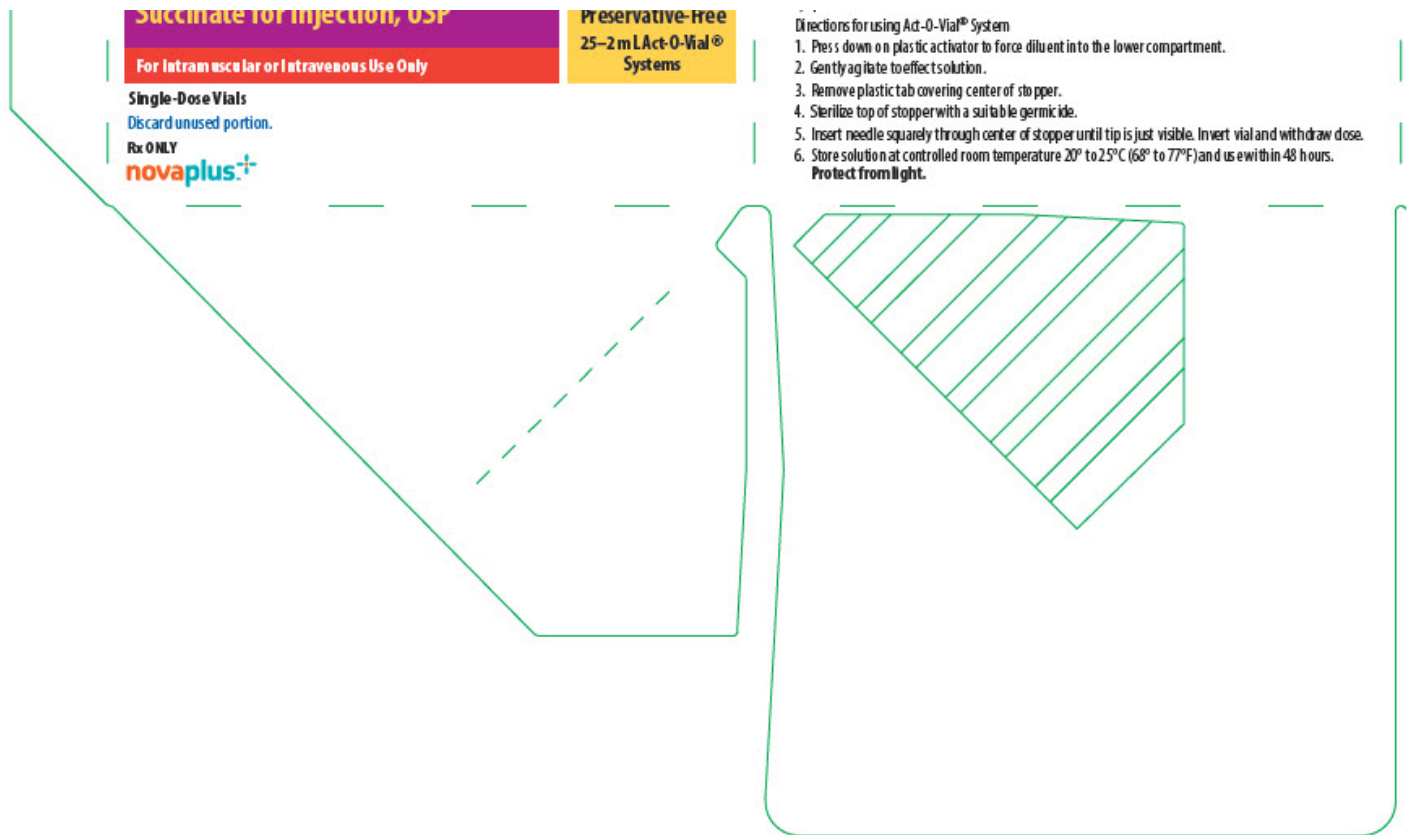 Succinate for Injection, USP
For Intramuscular or Intravenous Use Only
Preservative-Free
25–2 mL Act-O-Vial®
Systems
Single-Dose Vials
Discard unused portion.
Rx ONLY
novaplus™
Directions for using Act-O-Vial® System
1. Press down on plastic activator to force diluent into the lower compartment.
2. Gently agitate to effect solution.
3. Remove plastic tab covering center of stopper.
4. Sterilize top of stopper with a suitable germicide.
5. Insert needle squarely through center of stopper until tip is just visible. Invert vial and withdraw dose.
6. Store solution at controlled room temperature 20° to 25°C (68° to 77°F) and use within 48 hours.
Protect from light.